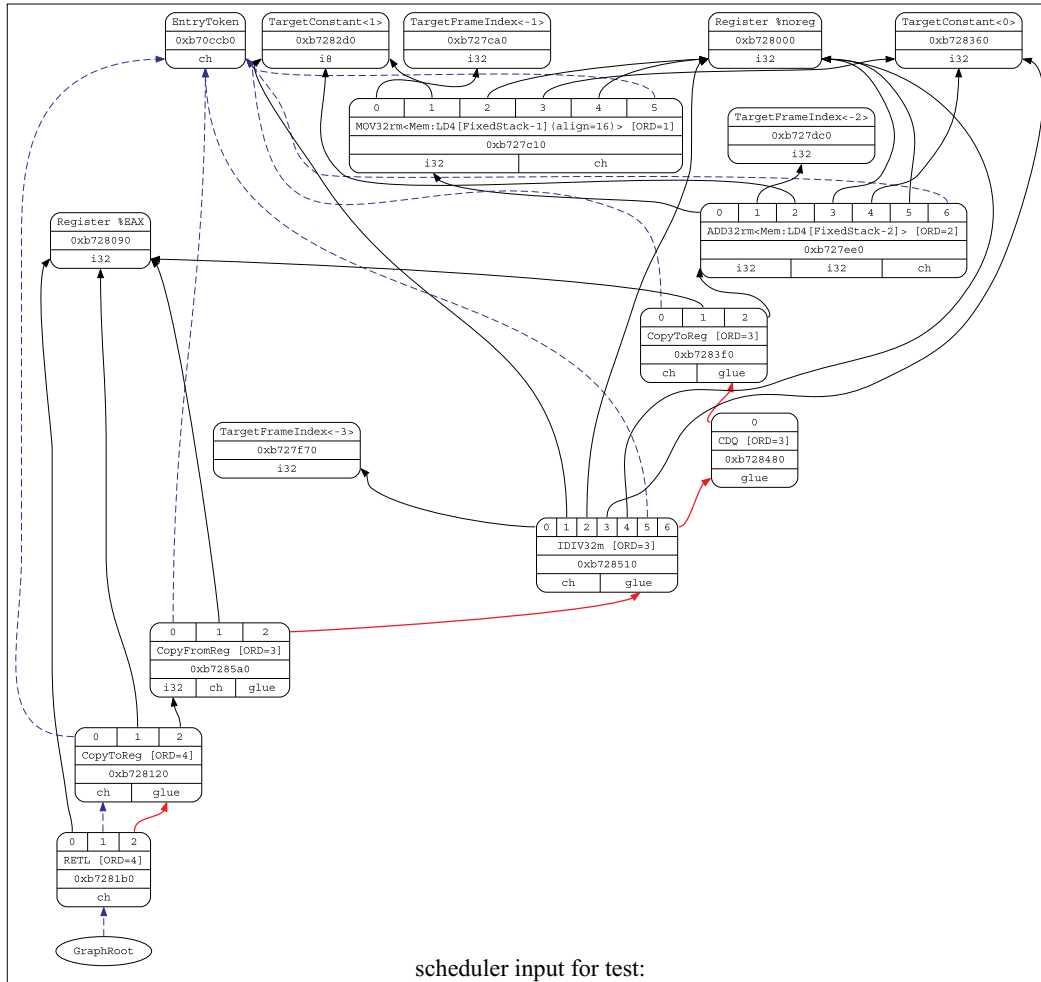 EntryToken
0xb70ccb0
ch
TargetConstant<1>
0xb7282d0
i8
TargetFrameIndex<-1>
0xb727ca0
i32
Register %noreg
0xb728000
i32
TargetConstant<0>
0xb728360
i32
0 1 2 3 4 5
MOV32rm<Mem:LD4[FixedStack-1](align=16)> [ORD=1]
0xb727c10
i32 ch
TargetFrameIndex<-2>
0xb727dc0
i32
0 1 2 3 4 5 6
ADD32rm<Mem:LD4[FixedStack-2]> [ORD=2]
0xb727ee0
i32 i32 ch
Register %EAX
0xb728090
i32
0 1 2
CopyToReg [ORD=3]
0xb7283f0
ch glue
0
CDQ [ORD=3]
0xb728480
glue
TargetFrameIndex<-3>
0xb727f70
i32
0 1 2 3 4 5 6
IDIV32m [ORD=3]
0xb728510
ch glue
0 1 2
CopyFromReg [ORD=3]
0xb7285a0
i32 ch glue
0 1 2
CopyToReg [ORD=4]
0xb728120
ch glue
0 1 2
RETL [ORD=4]
0xb7281b0
ch
GraphRoot
scheduler input for test: